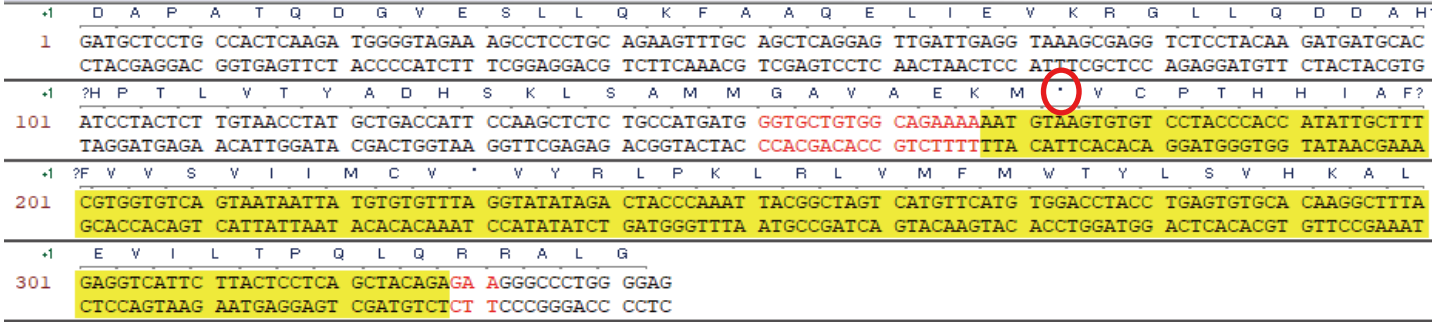 +1 D A P A T Q D G V E S L L Q K F A A Q E L I E V K R G L L Q D D A H?
1 GATGCTCCTG CCACTCAAGA TGGGGTAGAA AGCCTCCTGC AGAAGTTTGC AGCTCAGGAG TTGATTGAGG TAAAGCGAGG TCTCCTACAA GATGATGCAC
CTACGAGGAC GGTGAGTTCT ACCCCATCTT TCGGAGGACG TCTTCAAACG TCGAGTCCTC AACTAACTCC ATTTCGCTCC AGAGGATGTT CTACTACGTG
+1 ?H P T L V T Y A D H S K L S A M M G A V A E K M * V C P T H H I A F?
101 ATCCTACTCT TGTAACCTAT GCTGACCATT CCAAGCTCTC TGCCATGATG GGTGCTGTGG CAGAAAAAAT GTAAGTGTGT CCTACCCACC ATATTGCTTT
TAGGATGAGA ACATTGGATA CGACTGGTAA GGTTCGAGAG ACGGTACTAC CCACGACACC GTCTTTTTTA CATTCACACA GGATGGGTGG TATAACGAAA
+1 ?F V V S V I I M C V * V Y R L P K L R L V M F M W T Y L S V H K A L
201 CGTGGTGTCA GTAATAATTA TGTGTGTTTA GGTATATAGA CTACCCAAAT TACGGCTAGT CATGTTCATG TGGACCTACC TGAGTGTGCA CAAGGCTTTA
GCACCACAGT CATTATTAAT ACACACAAAT CCATATATCT GATGGGTTTA ATGCCGATCA GTACAAGTAC ACCTGGATGG ACTCACACGT GTTCCGAAAT
+1 E V I L T P Q L Q R R A L G
301 GAGGTCATTC TTACTCCTCA GCTACAGAGA AGGGCCCTGG GGAG
CTCCAGTAAG AATGAGGAGT CGATGTCTCT TCCCGGGACC CCTC